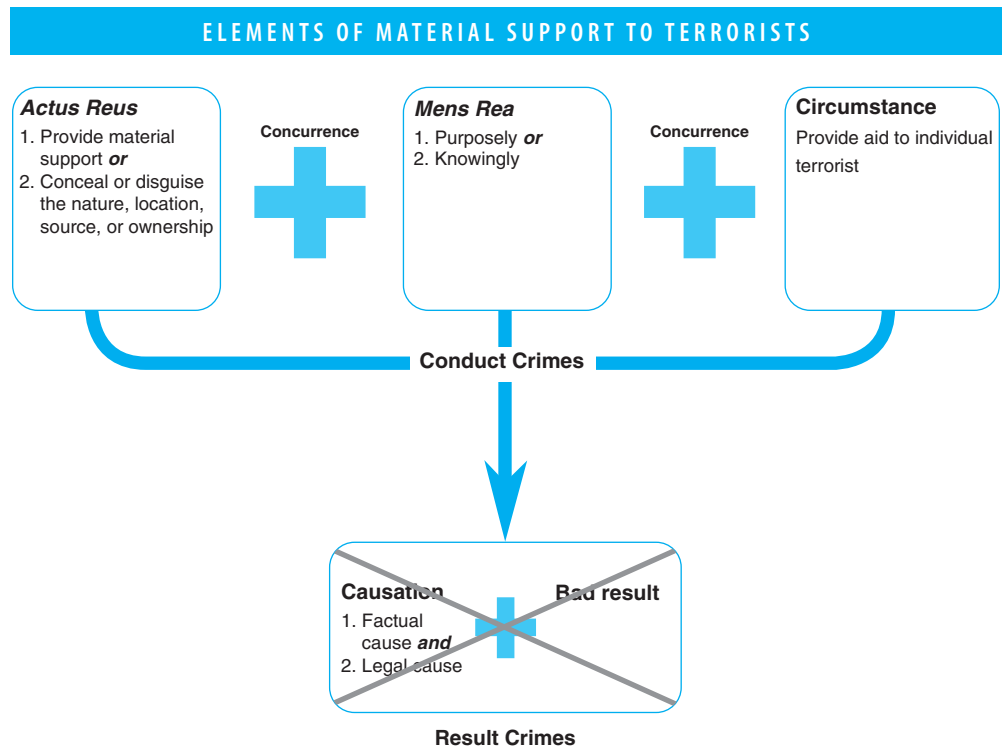 ELEMENTS OF MATERIAL SUPPORT TO TERRORISTS
Actus Reus
1. Provide material
support or
2. Conceal or disguise
the nature, location,
source, or ownership
Concurrence
Mens Rea
1. Purposely or
2. Knowingly
Concurrence
Circumstance
Provide aid to individual
terrorist
Conduct Crimes
Causation
1. Factual
cause and
2. Legal cause
Bad result
Result Crimes